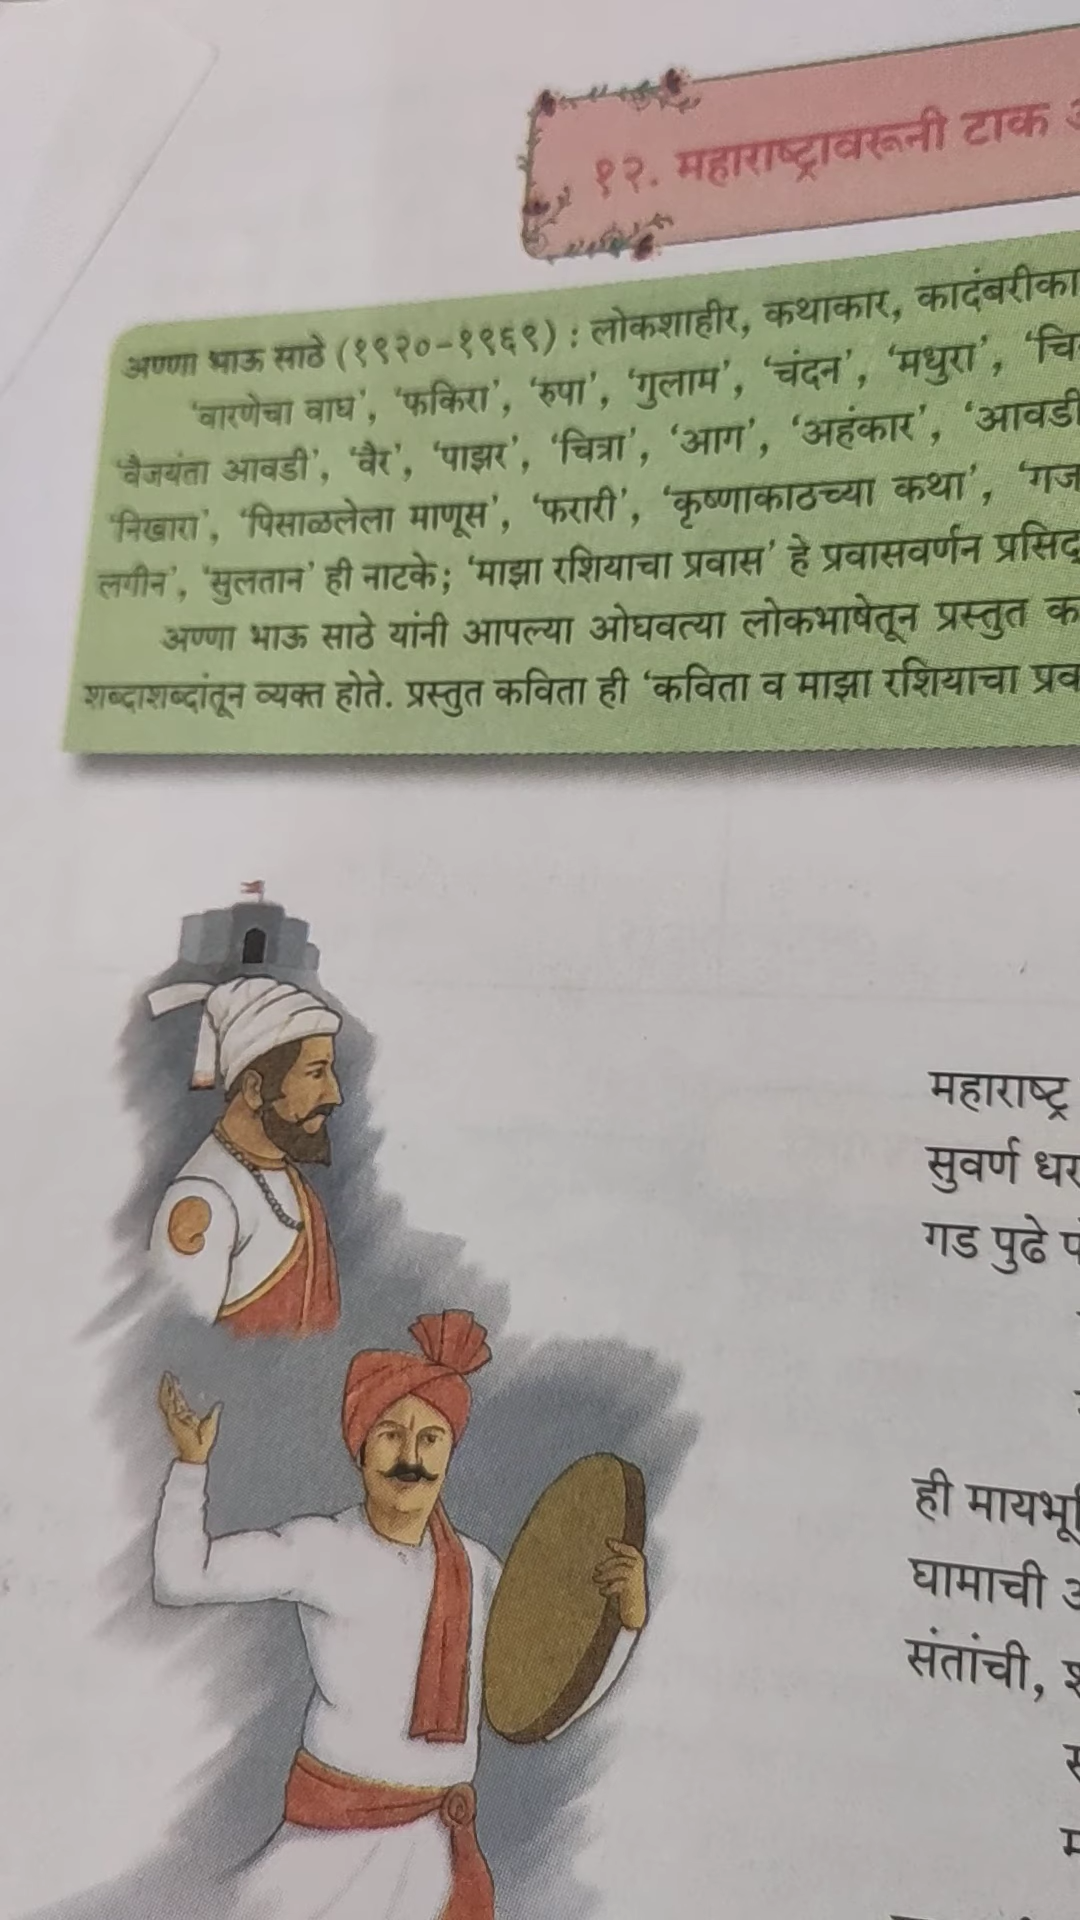 १२. महाराष्ट्रावरूनी टाक
अण्णा भाऊ साठे (१९२०-१९६९) : लोकशाहीर, कथाकार, कादंबरीका
'वारणेचा वाघ', 'फकिरा', 'रुपा', 'गुलाम', 'चंदन', 'मधुरा', 'चि
'वैजयंता आवडी', 'वैर', 'पाझर', 'चित्रा', 'आग', 'अहंकार', 'आवडी
'निखारा', 'पिसाळलेला माणूस', 'फरारी', 'कृष्णाकाठच्या कथा', 'गज
लगीन', 'सुलतान' ही नाटके; 'माझा रशियाचा प्रवास' हे प्रवासवर्णन प्रसिद्
अण्णा भाऊ साठे यांनी आपल्या ओघवत्या लोकभाषेतून प्रस्तुत क
शब्दाशब्दांतून व्यक्त होते. प्रस्तुत कविता ही 'कविता व माझा रशियाचा प्रव
महाराष्ट्र
सुवर्ण धर
गड पुढे
ही मायभू
घामाची
संतांची,